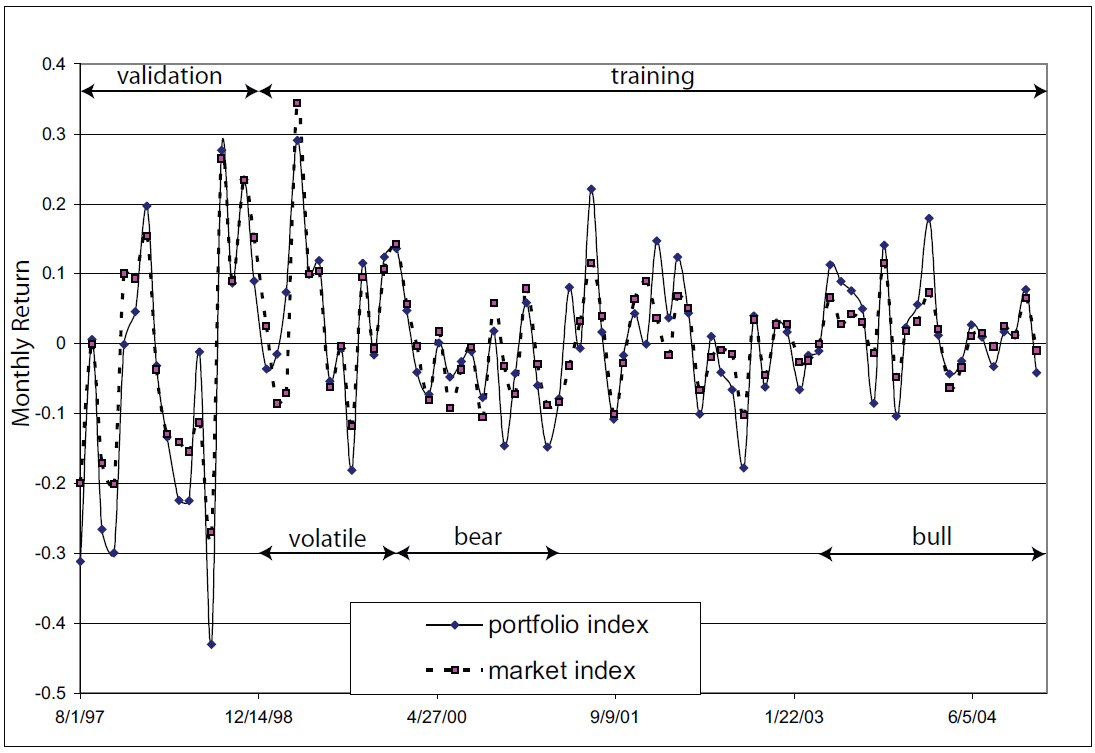 validation
training
0.4
0.3
0.2
0.1
0
-0.1
-0.2
-0.3
-0.4
-0.5
Monthly Return
volatile
bear
bull
portfolio index
market index
8/1/97
12/14/98
4/27/00
9/9/01
1/22/03
6/5/04